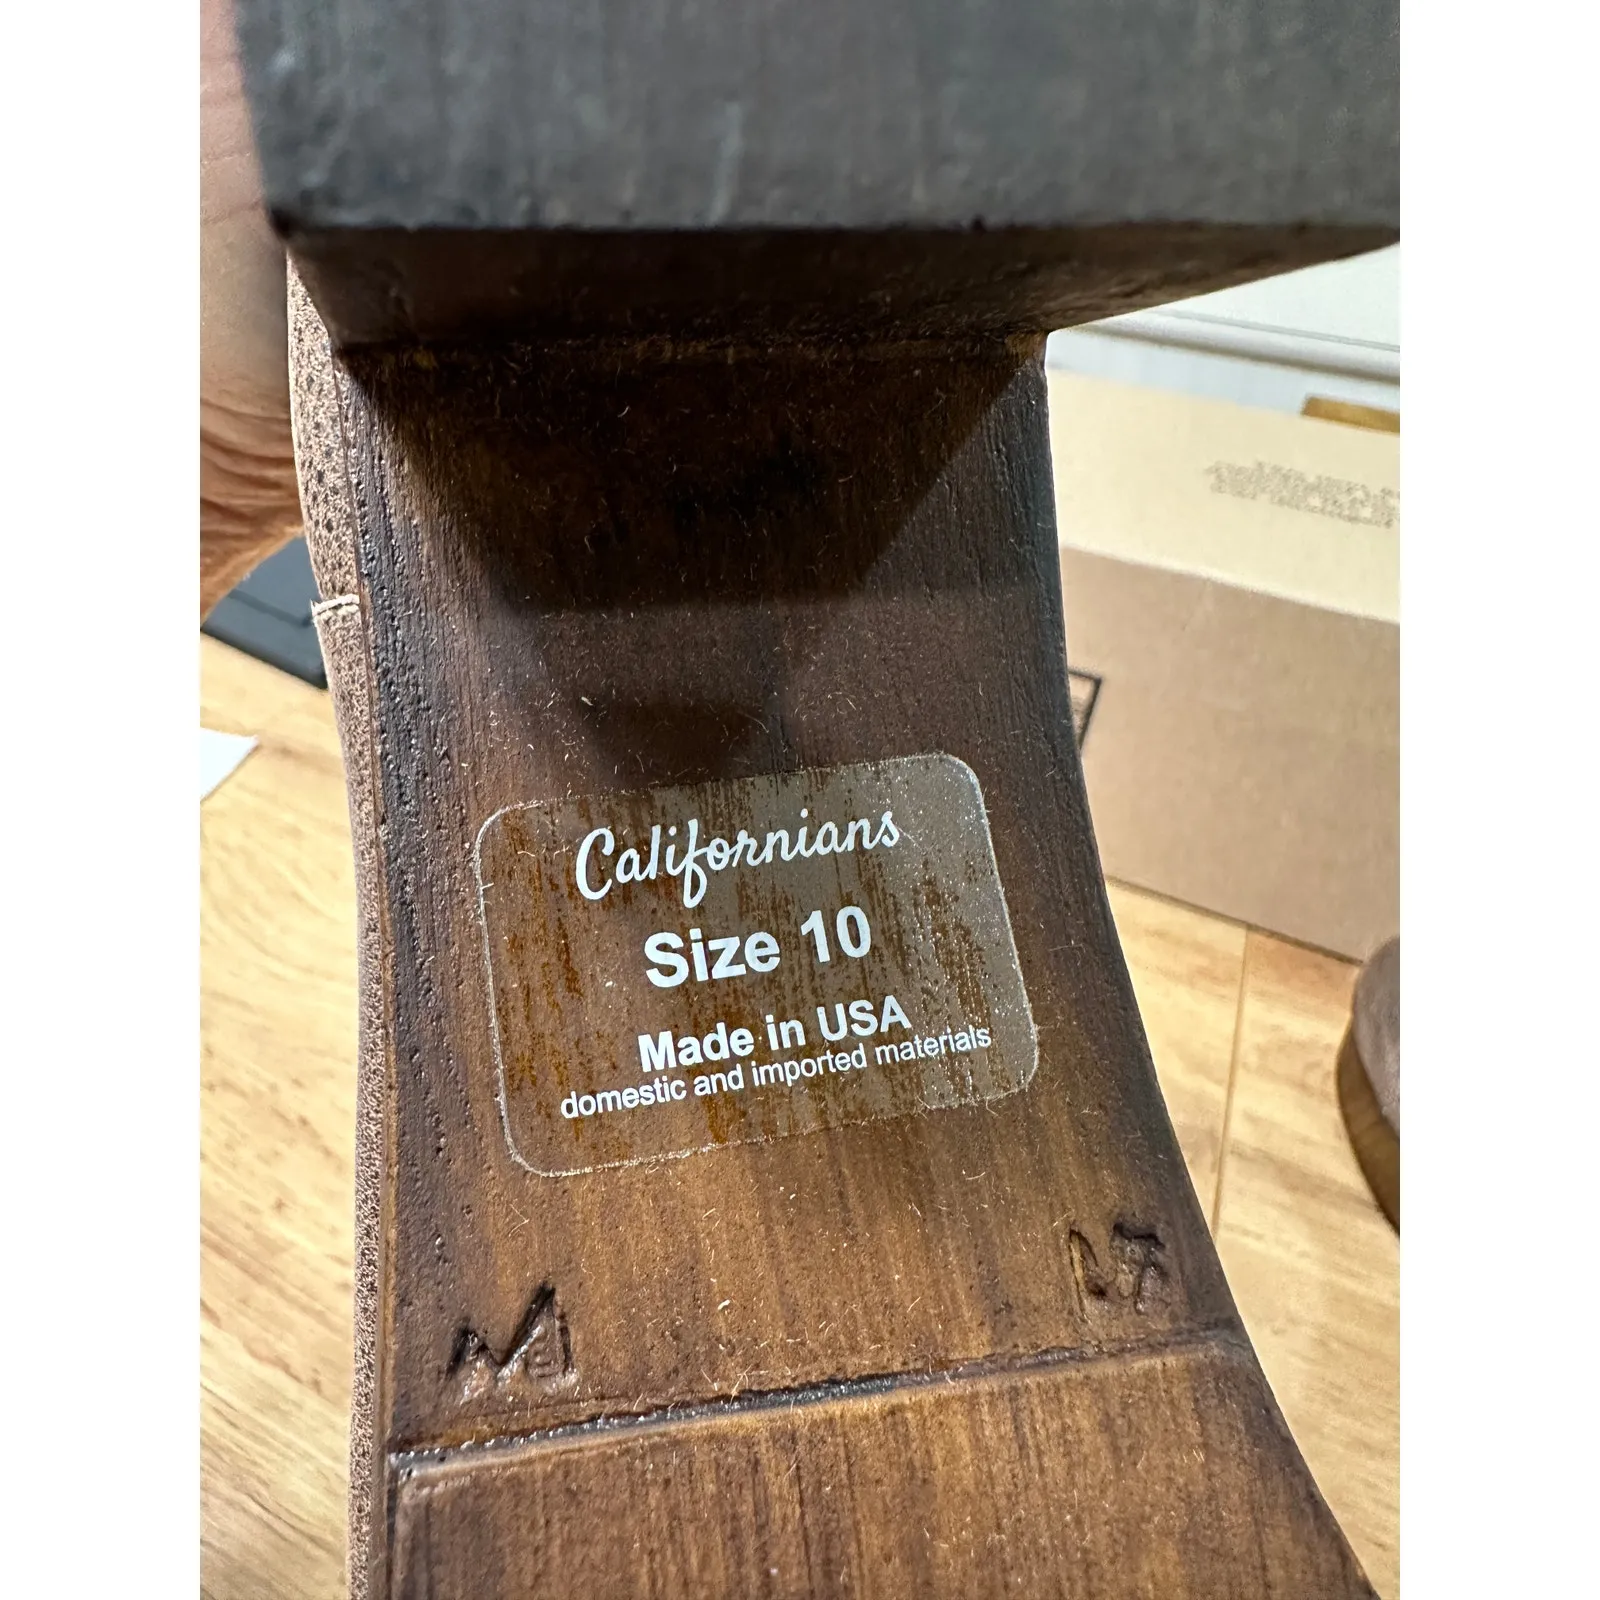 Californians
Size 10
Made in USA
domestic and imported materials